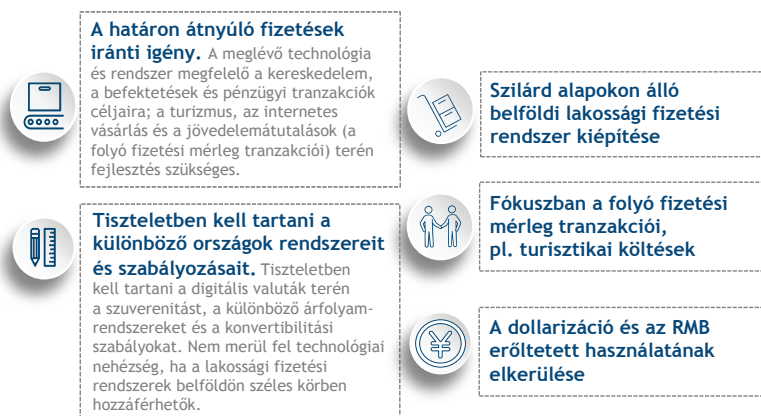 A határon átnyúló fizetések
iránti igény. A meglévő technológia
és rendszer megfelelő a kereskedelem,
a befektetések és pénzügyi tranzakciók
céljaira; a turizmus, az internetes
vásárlás és a jövedelemátutalások (a
folyó fizetési mérleg tranzakciói) terén
fejlesztés szükséges.
Tiszteletben kell tartani a
különböző országok rendszereit
és szabályozásait. Tiszteletben
kell tartani a digitális valuták terén
a szuverenitást, a különböző árfolyam-
rendszereket és a konvertibilitási
szabályokat. Nem merül fel technológiai
nehézség, ha a lakossági fizetési
rendszerek belföldön széles körben
hozzáférhetők.
Szilárd alapokon álló
belföldi lakossági fizetési
rendszer kiépítése
Fókuszban a folyó fizetési
mérleg tranzakciói,
pl. turisztikai költések
¥
A dollarizáció és az RMB
erőltetett használatának
elkerülése